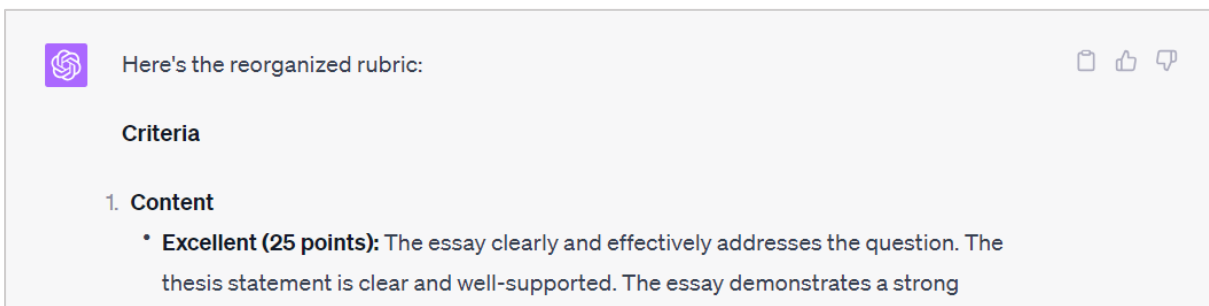 Here's the reorganized rubric:
Criteria
1. Content
• Excellent (25 points): The essay clearly and effectively addresses the question. The
thesis statement is clear and well-supported. The essay demonstrates a strong